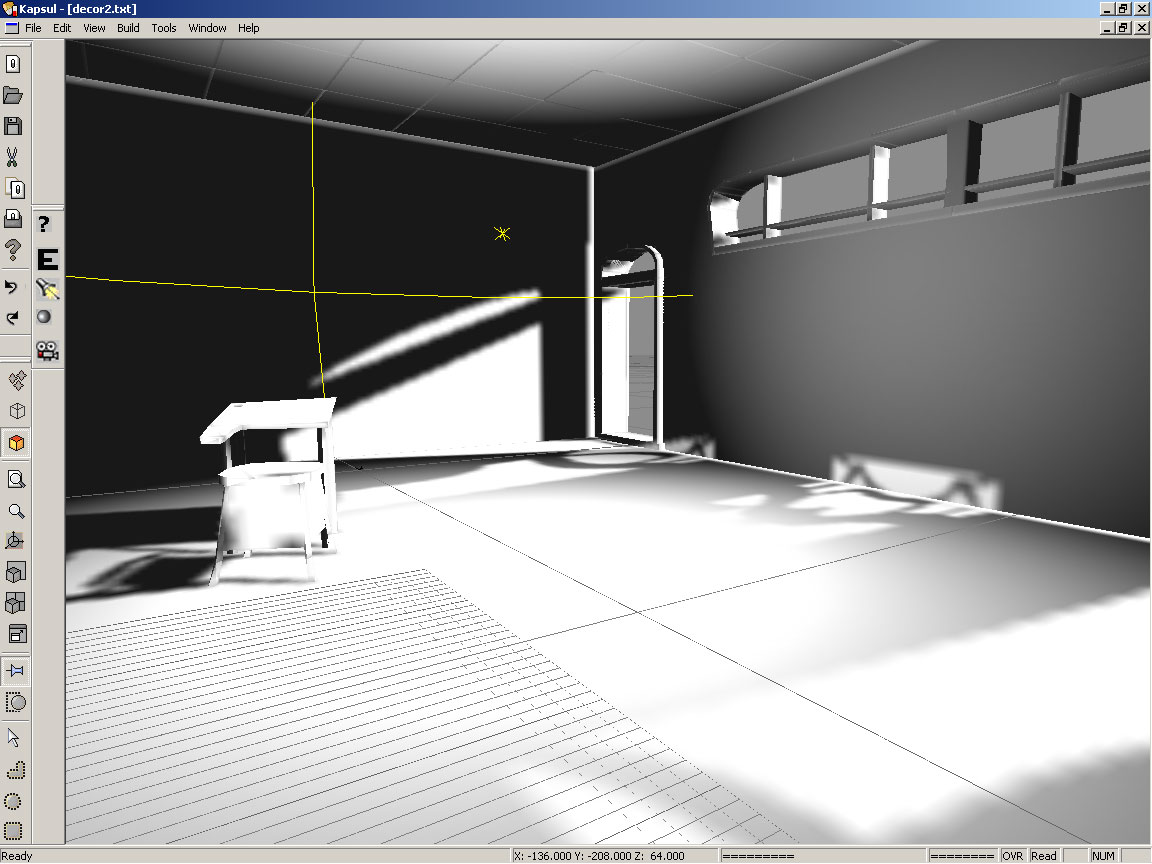 Kapsul - [decor2.txt]
File Edit View Build Tools Window Help
?
E
Ready X: -136.000 Y: -208.000 Z: 64.000 ========= ======== OVR Read NUM